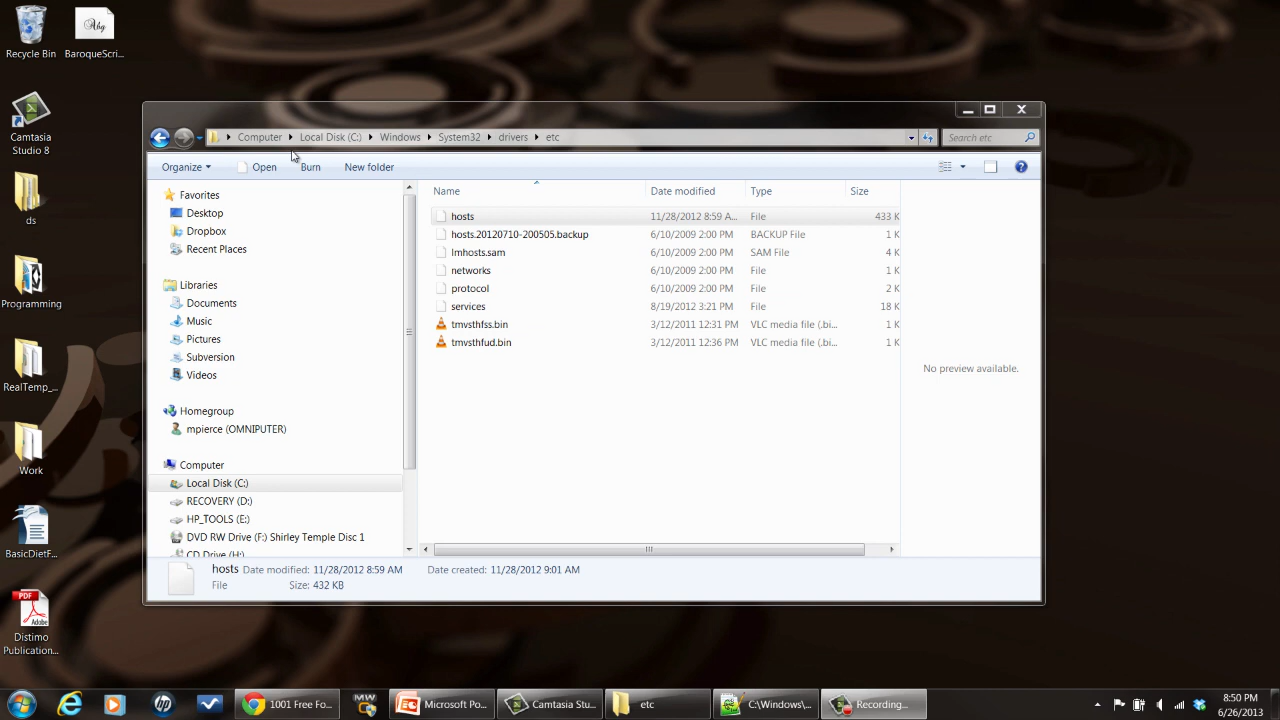 Recycle Bin
Abg
BaroqueScri...
Camtasia
Studio 8
ds
Programming
RealTemp_...
Work
BasicDietF...
PDF
Adobe
Distimo
Publication...
Computer
Local Disk (C:)
Windows
System32
drivers
etc
Search etc
Organize
Open
Burn
New folder
Favorites
Desktop
Dropbox
Recent Places
Libraries
Documents
Music
Pictures
Subversion
Videos
Homegroup
mpierce (OMNIPUTER)
Computer
Local Disk (C:)
RECOVERY (D:)
HP_TOOLS (E:)
DVD RW Drive (F:) Shirley Temple Disc 1
CD Drive (H:)
Name Date modified Type Size
hosts 11/28/2012 8:59 A... File 433 K
hosts.20120710-200505.backup 6/10/2009 2:00 PM BACKUP File 1 K
lmhosts.sam 6/10/2009 2:00 PM SAM File 4 K
networks 6/10/2009 2:00 PM File 1 K
protocol 6/10/2009 2:00 PM File 2 K
services 8/19/2012 3:21 PM File 18 K
tmvsthfss.bin 3/12/2011 12:31 PM VLC media file (.bi... 1 K
tmvsthfud.bin 3/12/2011 12:36 PM VLC media file (.bi... 1 K
No preview available.
hosts Date modified: 11/28/2012 8:59 AM Date created: 11/28/2012 9:01 AM
File Size: 432 KB
hp
1001 Free Fo...
MW
Microsoft Po...
Camtasia Stu...
etc
C:\Windows\...
Recording...
8:50 PM
6/26/2013